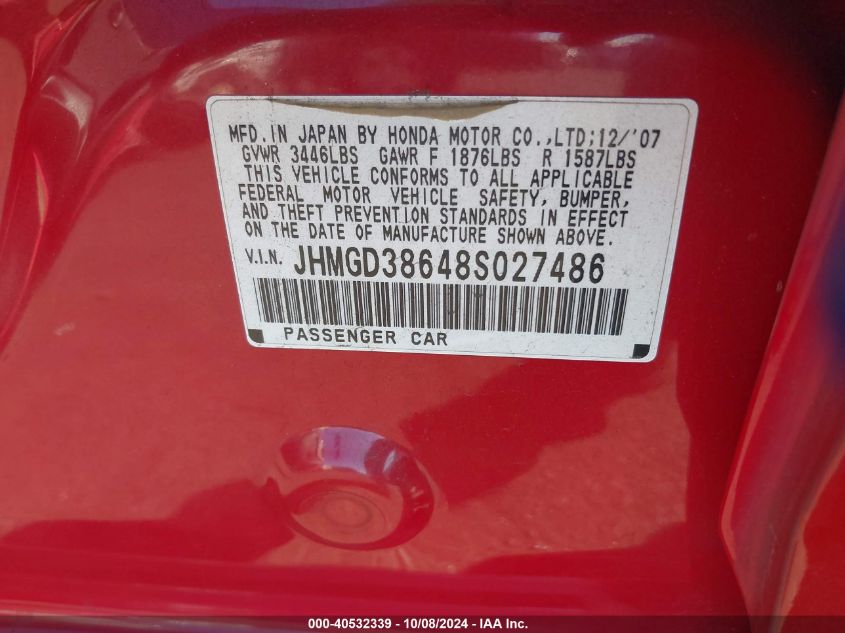 MFD. IN JAPAN BY HONDA MOTOR CO.,LTD;12/'07
GVWR 3446LBS GAWR F 1876LBS R 1587LBS
THIS VEHICLE CONFORMS TO ALL APPLICABLE
FEDERAL MOTOR VEHICLE SAFETY, BUMPER,
AND THEFT PREVENTION STANDARDS IN EFFECT
ON THE DATE OF MANUFACTURE SHOWN ABOVE.
V.I.N. JHMGD38648S027486
PASSENGER CAR
000-40532339 - 10/08/2024 - IAA Inc.